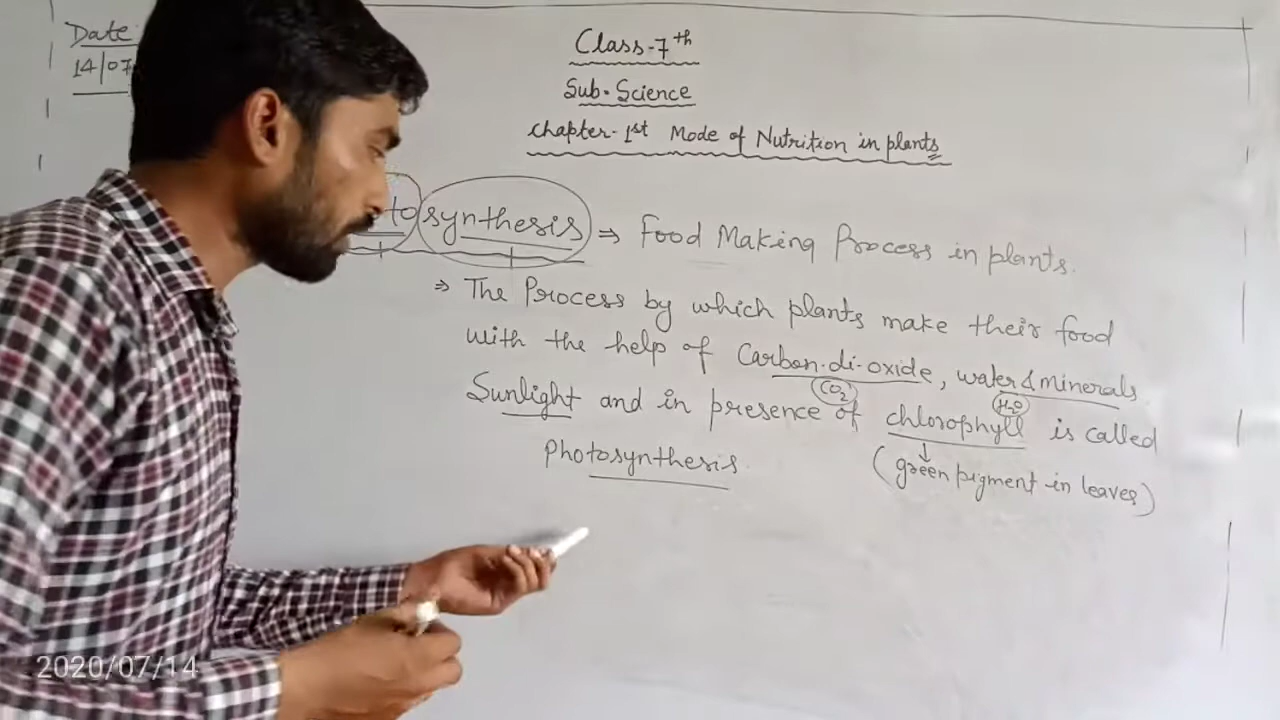 Date
14/07
Class-7th
Sub. Science
Chapter-1st Mode of Nutrition in plants
tosynthesis ⇒ Food Making Process in plants.
⇒ The Process by which plants make their food
with the help of Carbon.di-oxide, water & minerals
(CO2) (H2O)
Sunlight and in presence of chlorophyll is called
Photosynthesis. (green pigment in leaves)
2020/07/14